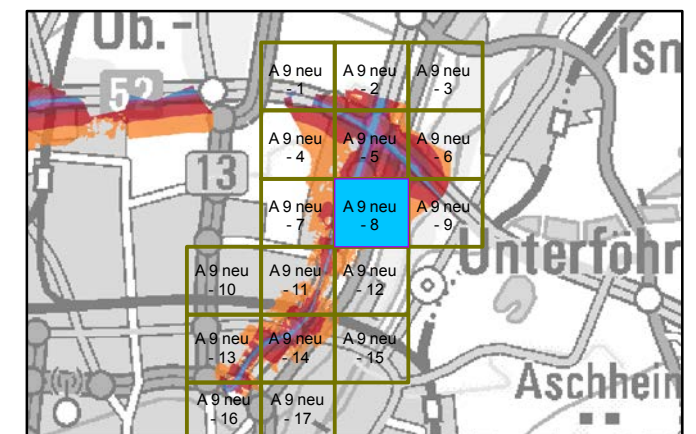 Ob.-
Isn
52
A 9 neu
- 1
A 9 neu
- 2
A 9 neu
- 3
A 9 neu
- 4
A 9 neu
- 5
A 9 neu
- 6
13
A 9 neu
- 7
A 9 neu
- 8
A 9 neu
- 9
Unterföhr
A 9 neu
- 10
A 9 neu
- 11
A 9 neu
- 12
A 9 neu
- 13
A 9 neu
- 14
A 9 neu
- 15
Aschhein
A 9 neu
- 16
A 9 neu
- 17